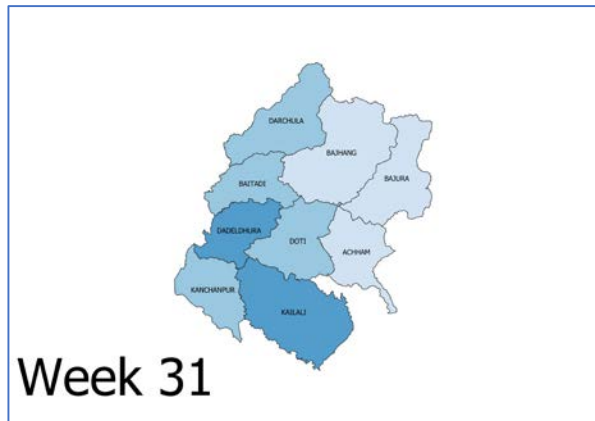 DARCHULA
BAJHANG
BAJURA
BAITADI
DADELDHURA
DOTI
ACHHAM
KANCHANPUR
KAILALI
Week 31